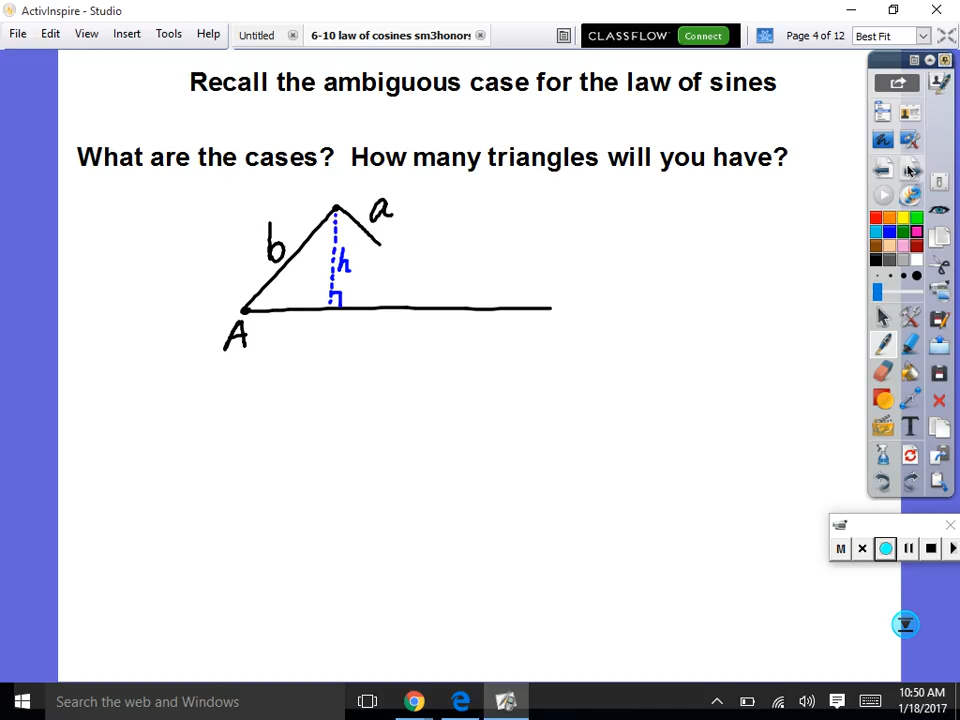 ActivInspire - Studio
File Edit View Insert Tools Help Untitled 6-10 law of cosines sm3honors CLASSFLOW Connect Page 4 of 12 Best Fit
Recall the ambiguous case for the law of sines
What are the cases? How many triangles will you have?
a
b
h
A
T
M
Search the web and Windows
10:50 AM
1/18/2017